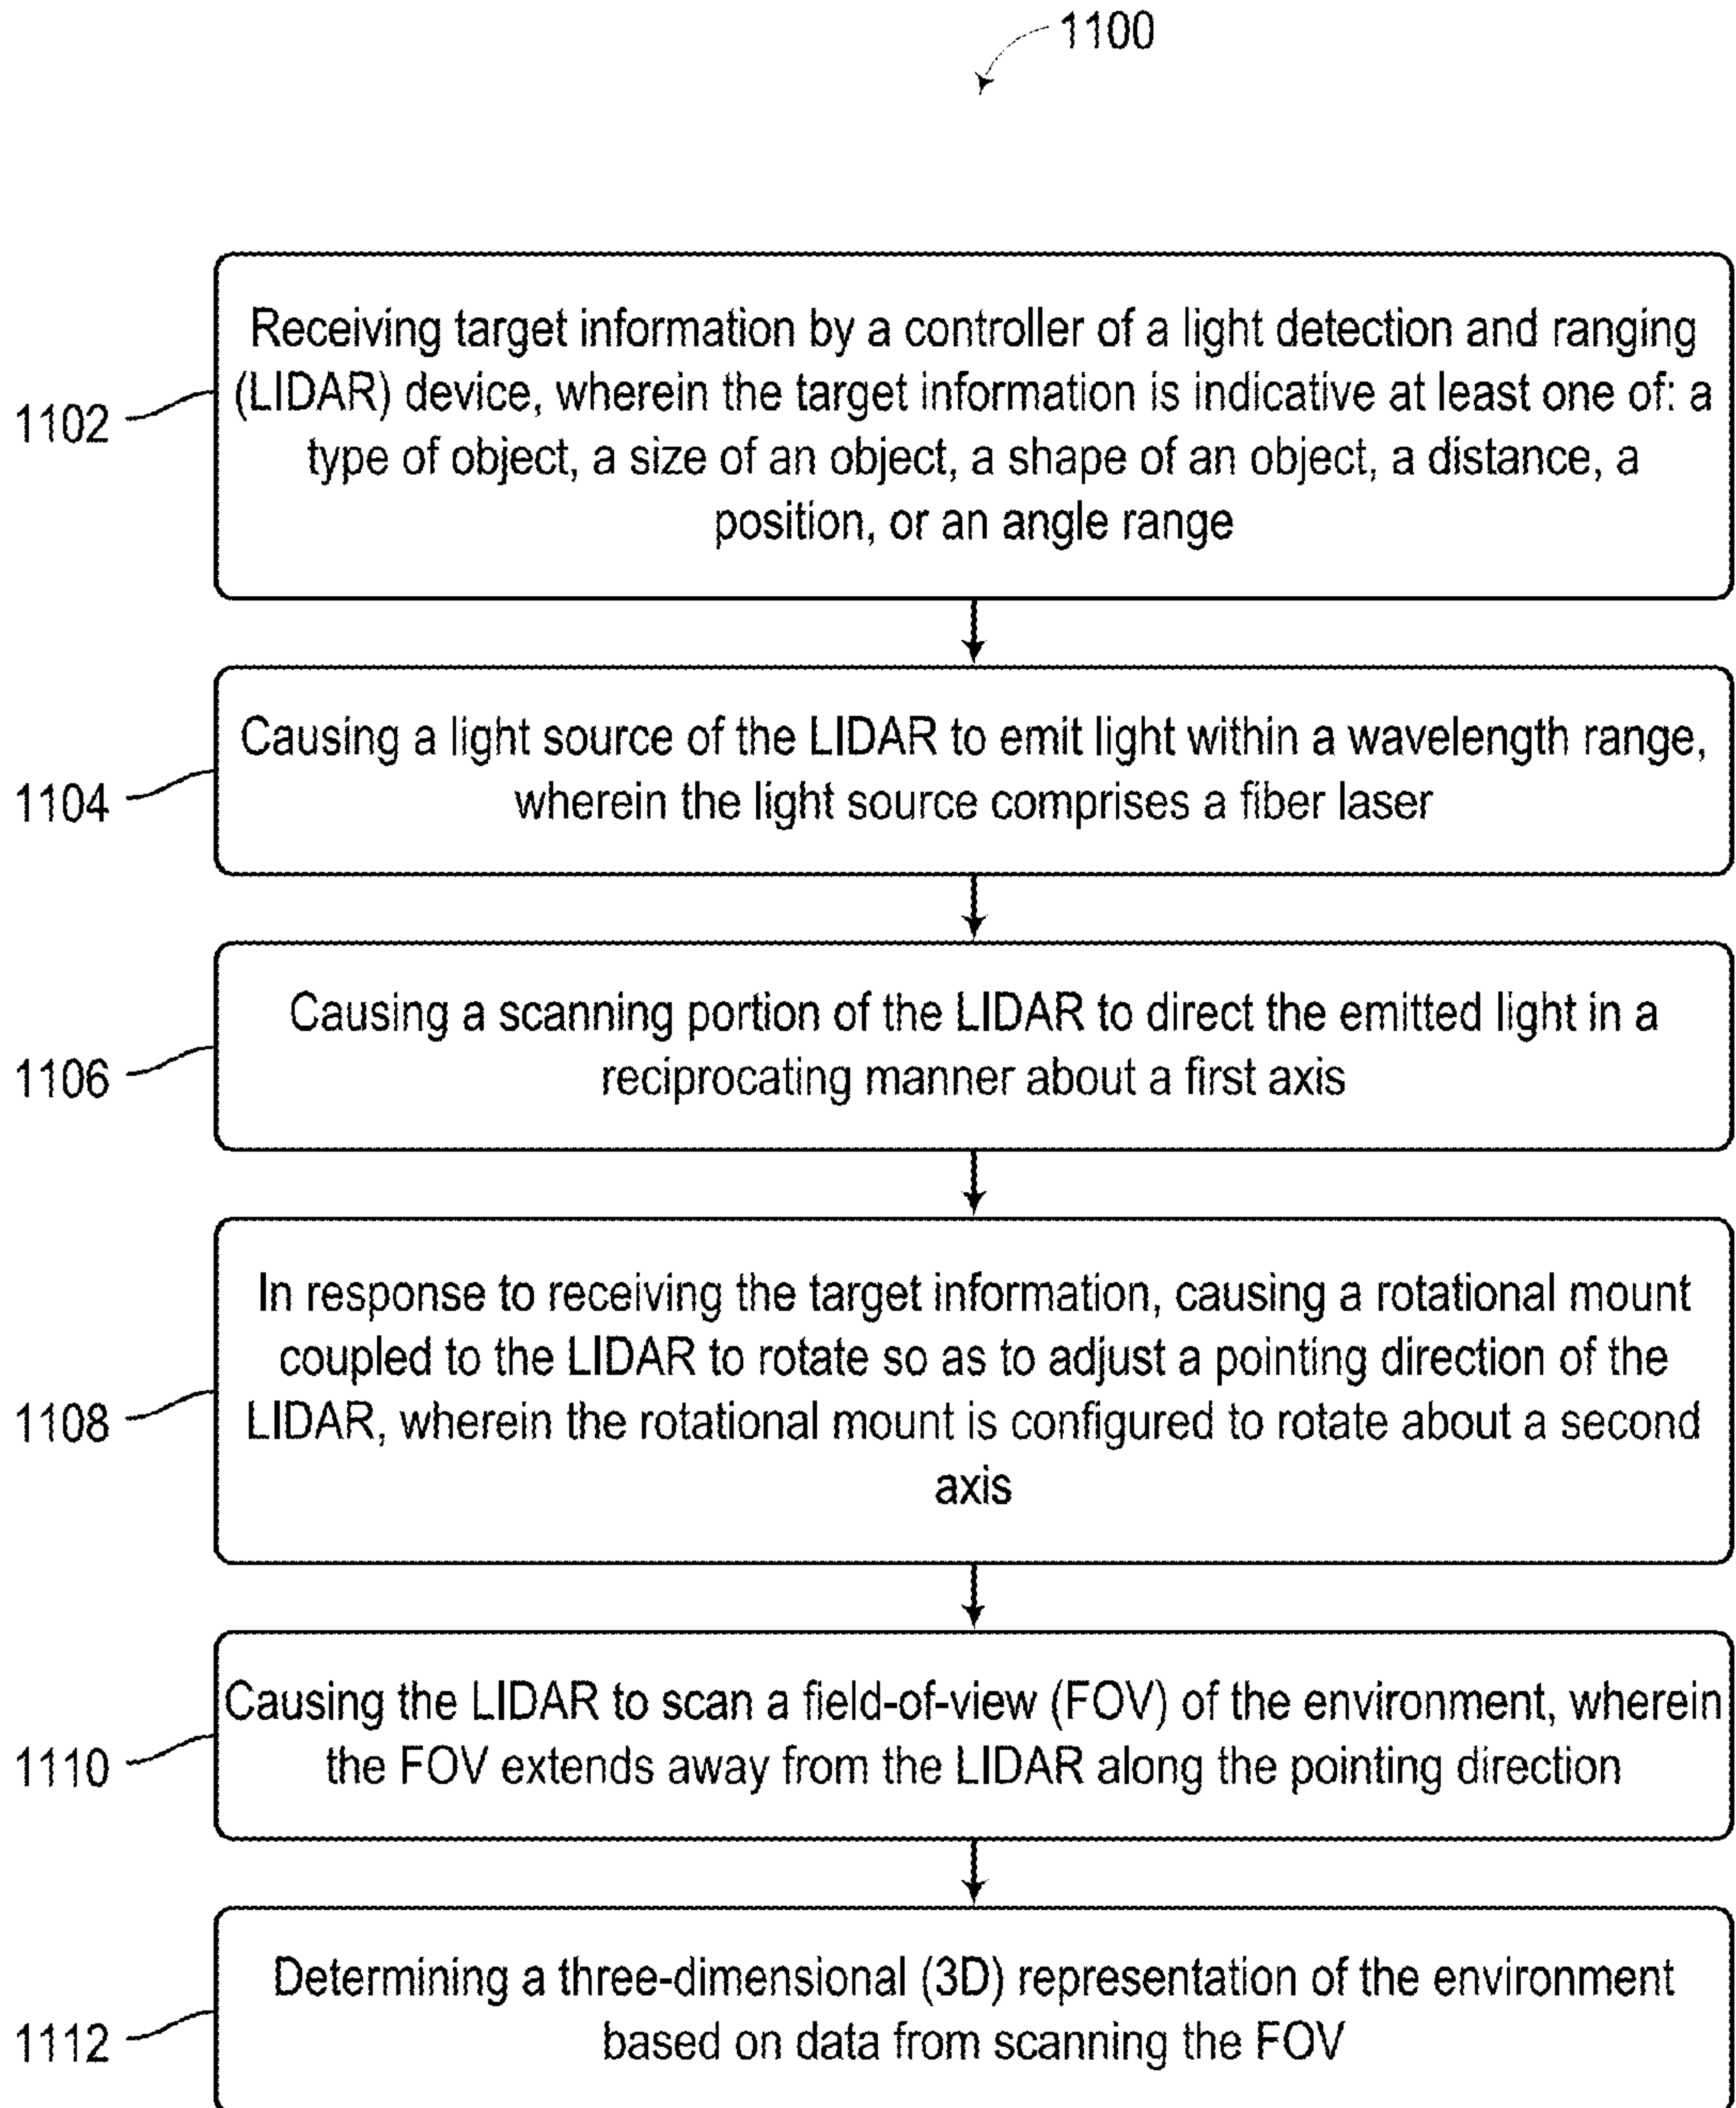 1100
Receiving target information by a controller of a light detection and ranging
(LIDAR) device, wherein the target information is indicative at least one of: a
type of object, a size of an object, a shape of an object, a distance, a
position, or an angle range
1102
Causing a light source of the LIDAR to emit light within a wavelength range,
wherein the light source comprises a fiber laser
1104
Causing a scanning portion of the LIDAR to direct the emitted light in a
reciprocating manner about a first axis
1106
In response to receiving the target information, causing a rotational mount
coupled to the LIDAR to rotate so as to adjust a pointing direction of the
LIDAR, wherein the rotational mount is configured to rotate about a second
axis
1108
Causing the LIDAR to scan a field-of-view (FOV) of the environment, wherein
the FOV extends away from the LIDAR along the pointing direction
1110
Determining a three-dimensional (3D) representation of the environment
based on data from scanning the FOV
1112